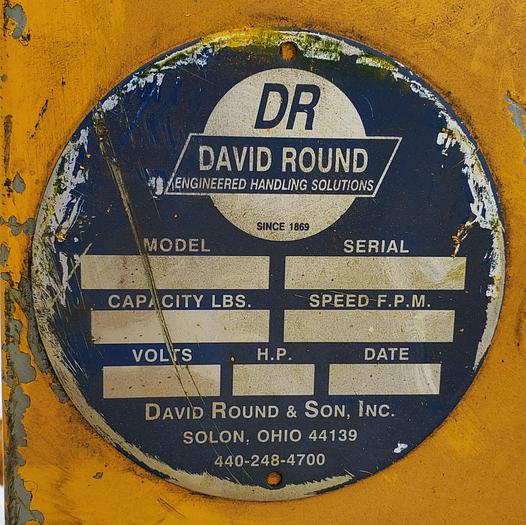 DR
DAVID ROUND
ENGINEERED HANDLING SOLUTIONS
SINCE 1869
MODEL SERIAL
CAPACITY LBS. SPEED F.P.M.
VOLTS H.P. DATE
DAVID ROUND & SON, INC.
SOLON, OHIO 44139
440-248-4700